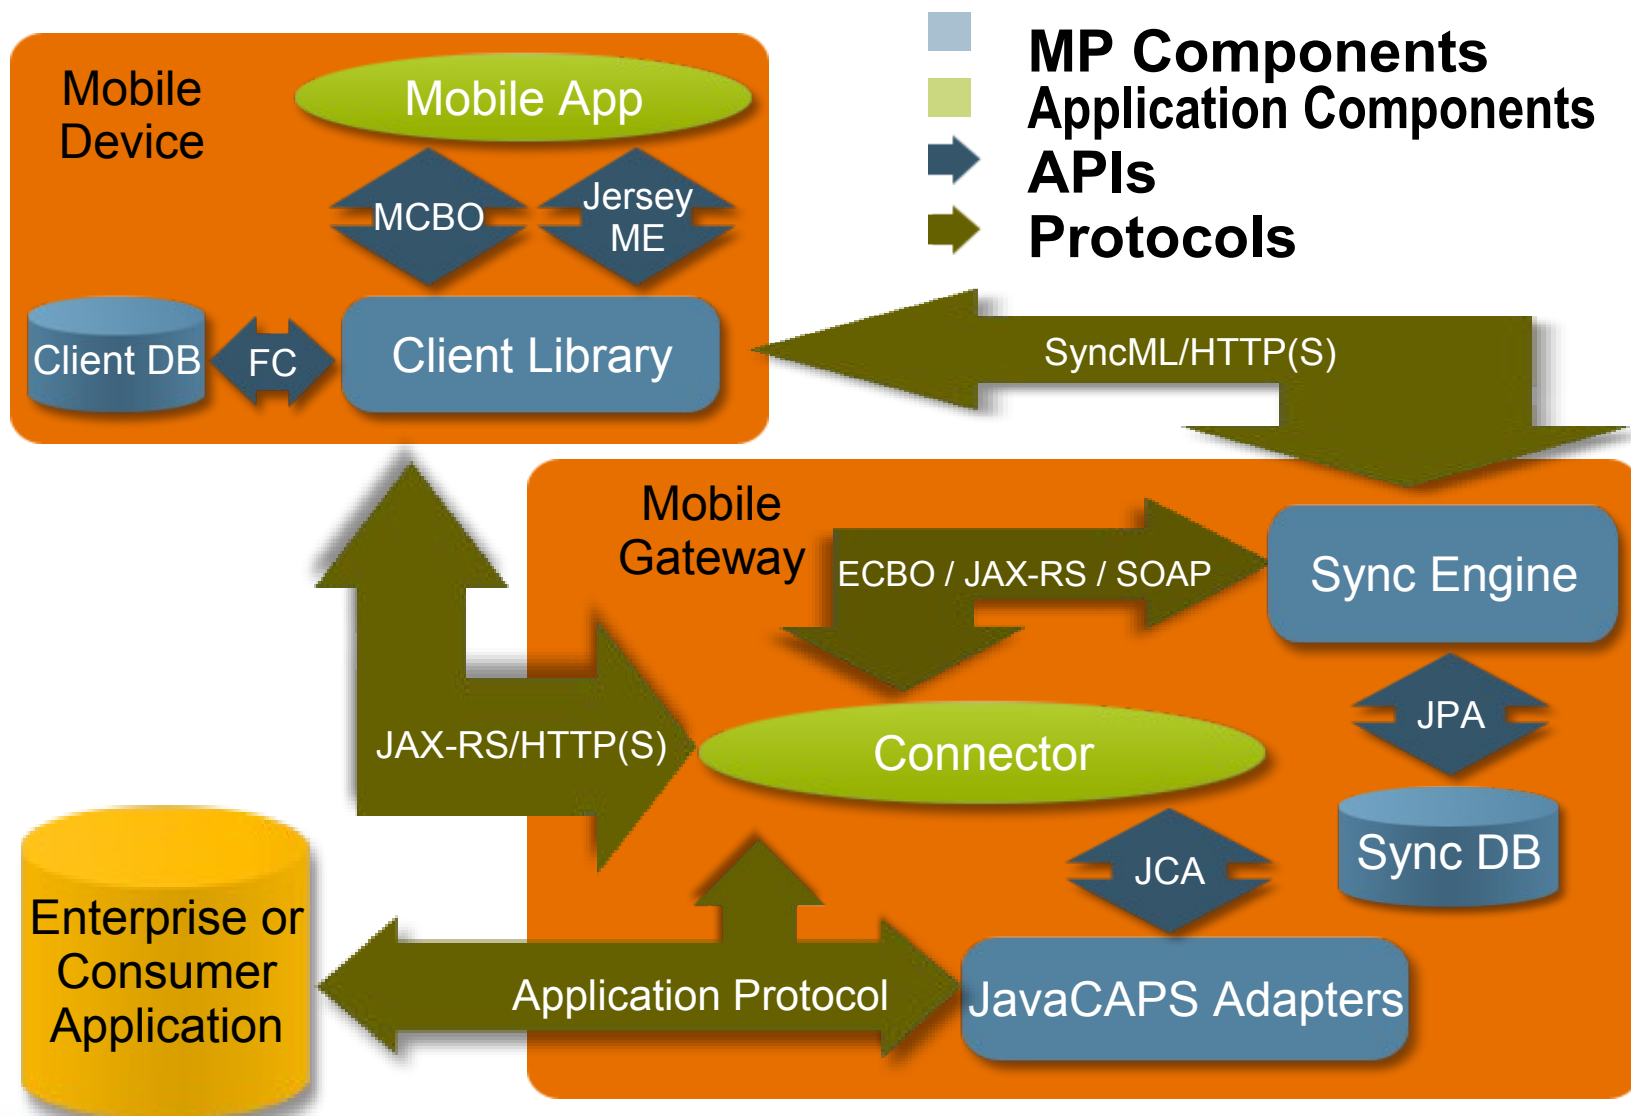 Mobile
Device
Mobile App
MCBO
Jersey
ME
Client DB
FC
Client Library
MP Components
Application Components
APIs
Protocols
SyncML/HTTP(S)
Mobile
Gateway
ECBO / JAX-RS / SOAP
Sync Engine
JAX-RS/HTTP(S)
Connector
JPA
Sync DB
JCA
Enterprise or
Consumer
Application
Application Protocol
JavaCAPS Adapters